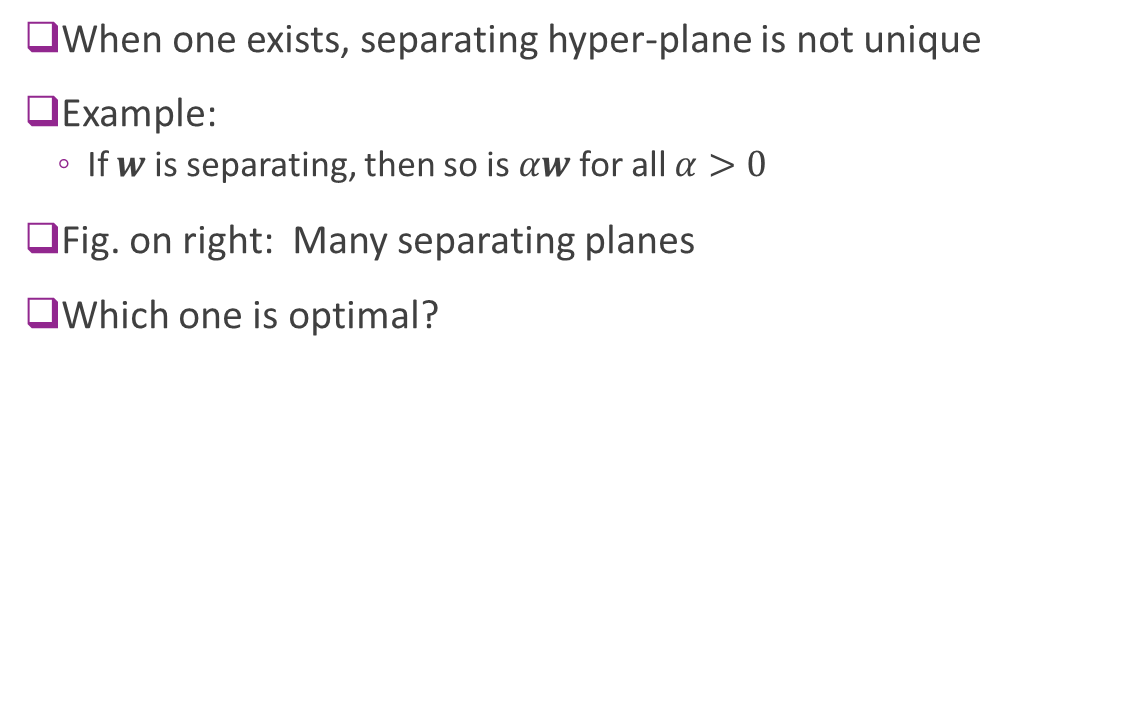 ❑When one exists, separating hyper-plane is not unique
❑Example:
◦ If w is separating, then so is αw for all α > 0
❑Fig. on right: Many separating planes
❑Which one is optimal?